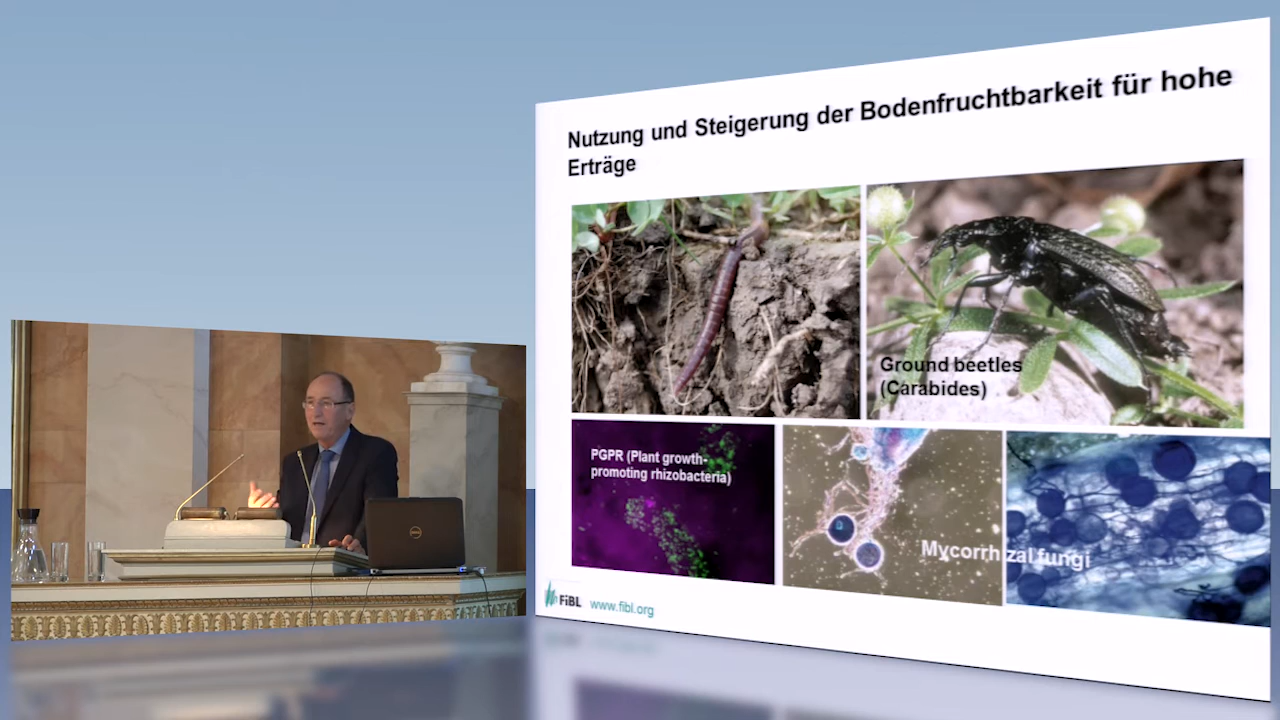 Nutzung und Steigerung der Bodenfruchtbarkeit für hohe
Erträge
Ground beetles
(Carabides)
PGPR (Plant growth-
promoting rhizobacteria)
Mycorrhizal fungi
FiBL
www.fibl.org
DELL